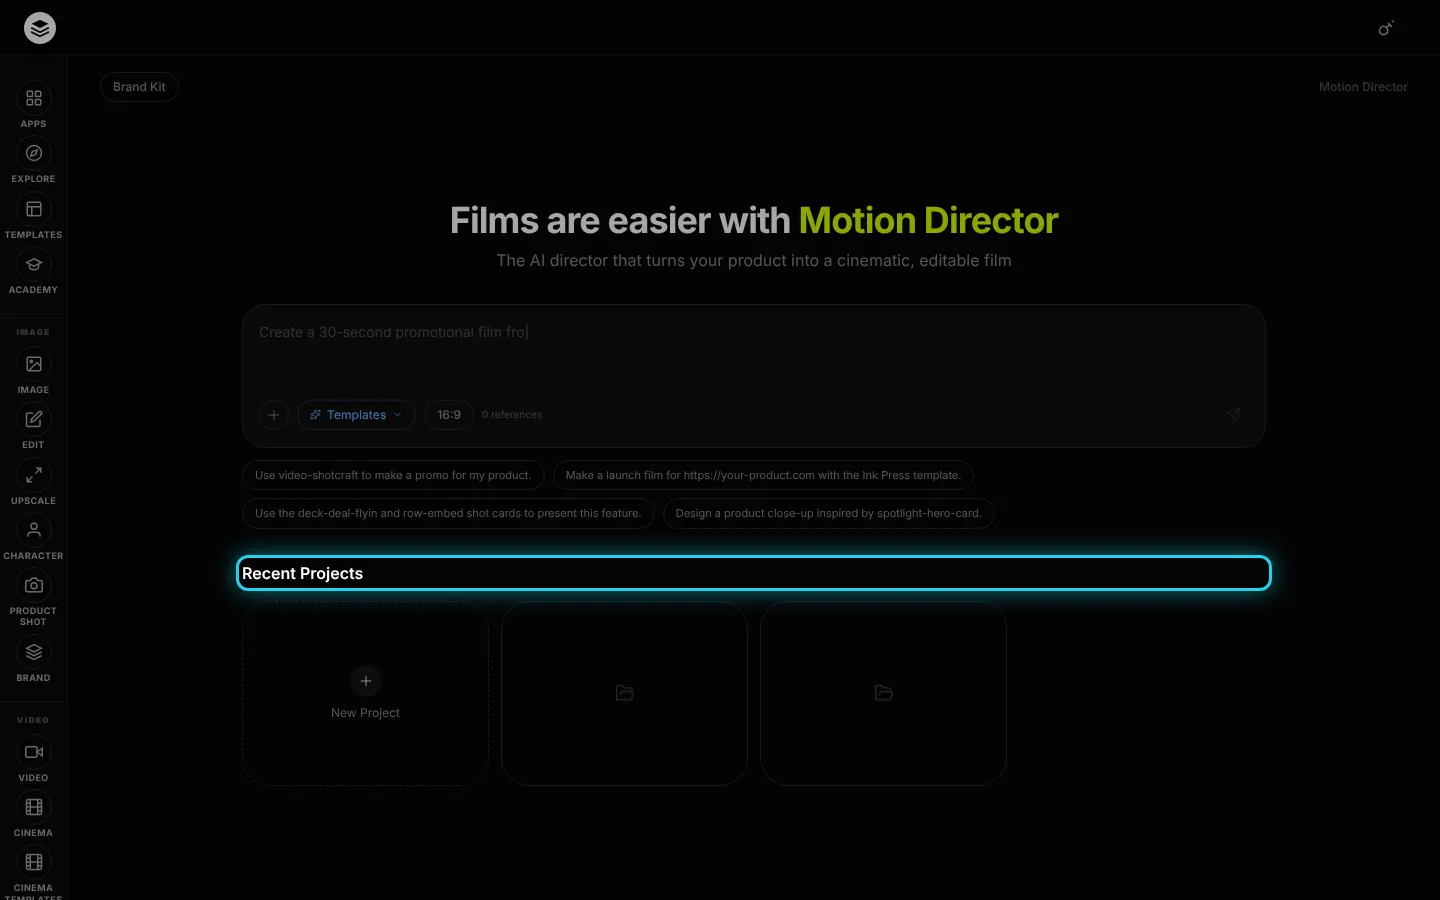 Brand Kit
Motion Director
APPS
EXPLORE
TEMPLATES
ACADEMY
IMAGE
IMAGE
EDIT
UPSCALE
CHARACTER
PRODUCT
SHOT
BRAND
VIDEO
VIDEO
CINEMA
CINEMA
TEMPLATES
Films are easier with Motion Director
The AI director that turns your product into a cinematic, editable film
Create a 30-second promotional film fro
Templates
16:9
0 references
Use video-shotcraft to make a promo for my product.
Make a launch film for https://your-product.com with the Ink Press template.
Use the deck-deal-flyin and row-embed shot cards to present this feature.
Design a product close-up inspired by spotlight-hero-card.
Recent Projects
New Project